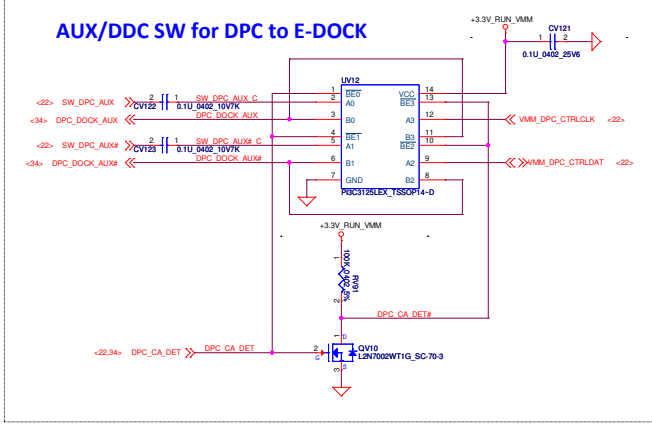 AUX/DDC SW for DPC to E-DOCK
+3.3V_RUN_VMM
CV121
1 2
0.1U_0402_25V6
UV12
<22> SW_DPC_AUX 2 1 SW_DPC_AUX_C 1 BE0 VCC 14
CV122 0.1U_0402_10V7K 2 A0 BE3 13
<34> DPC_DOCK_AUX DPC_DOCK_AUX 3 B0 A3 12 VMM_DPC_CTRLCLK <22>
4 BE1 B3 11
<22> SW_DPC_AUX# 2 1 SW_DPC_AUX#_C 5 A1 BE2 10
CV123 0.1U_0402_10V7K
<34> DPC_DOCK_AUX# DPC_DOCK_AUX# 6 B1 A2 9 VMM_DPC_CTRLDAT <22>
7 GND B2 8
PI3C3125LEX_TSSOP14~D
+3.3V_RUN_VMM
1
100K_0402_5%
RV91
2
DPC_CA_DET#
1 D
<22,34> DPC_CA_DET DPC_CA_DET 2 G QV10
L2N7002WT1G_SC-70-3
3 S